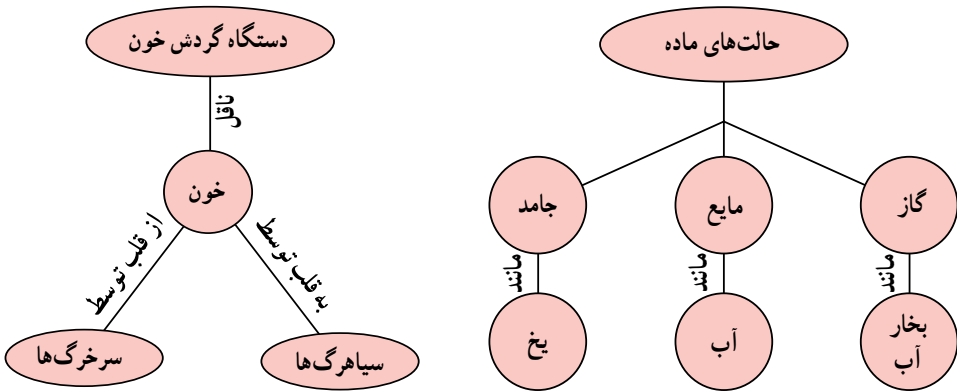 حالت‌های ماده
گاز
مایع
جامد
مانند
مانند
مانند
بخار
آب
آب
یخ
دستگاه گردش خون
ناقل
خون
به قلب توسط
از قلب توسط
سیاهرگ‌ها
سرخرگ‌ها